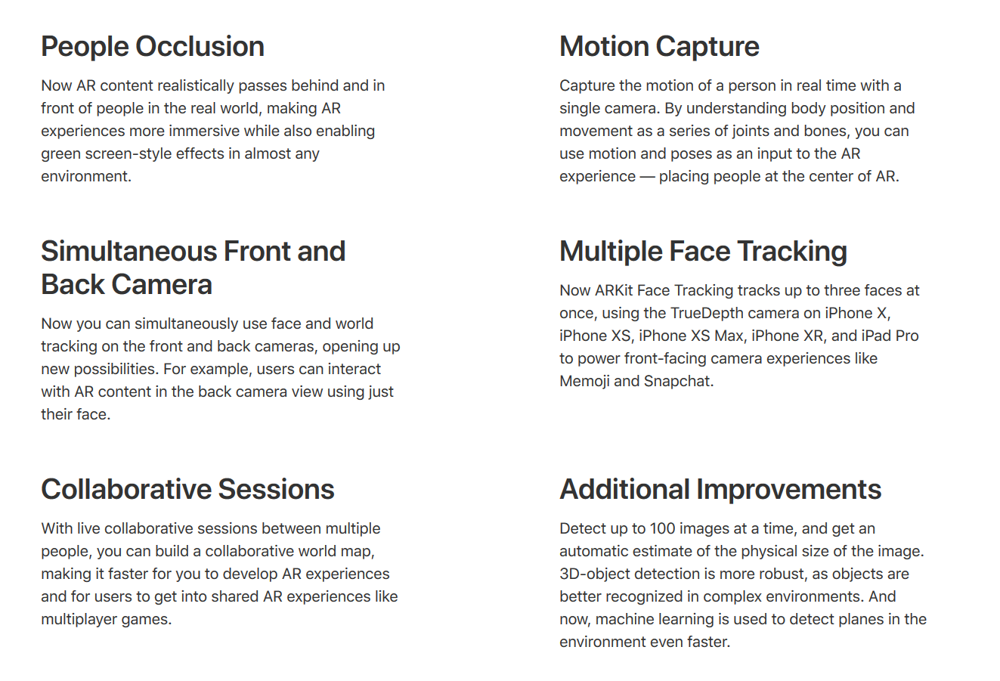 People Occlusion
Now AR content realistically passes behind and in
front of people in the real world, making AR
experiences more immersive while also enabling
green screen-style effects in almost any
environment.
Motion Capture
Capture the motion of a person in real time with a
single camera. By understanding body position and
movement as a series of joints and bones, you can
use motion and poses as an input to the AR
experience — placing people at the center of AR.
Simultaneous Front and
Back Camera
Now you can simultaneously use face and world
tracking on the front and back cameras, opening up
new possibilities. For example, users can interact
with AR content in the back camera view using just
their face.
Multiple Face Tracking
Now ARKit Face Tracking tracks up to three faces at
once, using the TrueDepth camera on iPhone X,
iPhone XS, iPhone XS Max, iPhone XR, and iPad Pro
to power front-facing camera experiences like
Memoji and Snapchat.
Collaborative Sessions
With live collaborative sessions between multiple
people, you can build a collaborative world map,
making it faster for you to develop AR experiences
and for users to get into shared AR experiences like
multiplayer games.
Additional Improvements
Detect up to 100 images at a time, and get an
automatic estimate of the physical size of the image.
3D-object detection is more robust, as objects are
better recognized in complex environments. And
now, machine learning is used to detect planes in the
environment even faster.